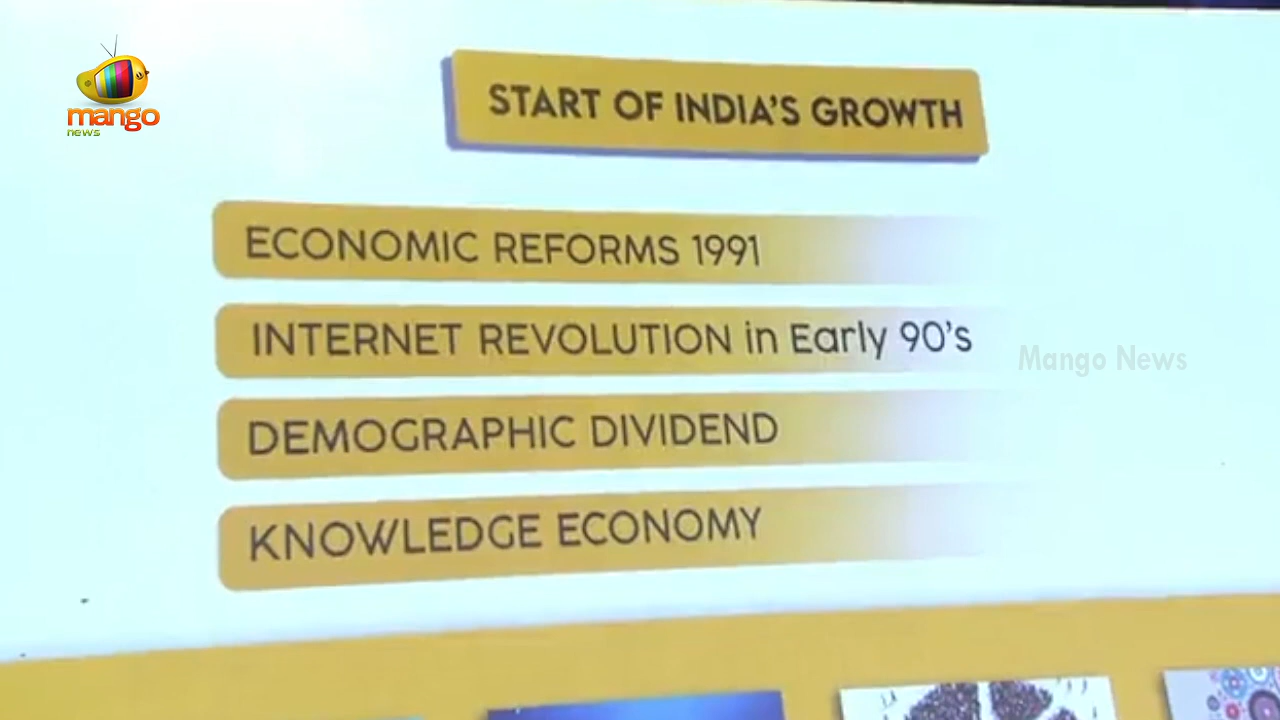 mango
news
START OF INDIA'S GROWTH
ECONOMIC REFORMS 1991
INTERNET REVOLUTION in Early 90's
Mango News
DEMOGRAPHIC DIVIDEND
KNOWLEDGE ECONOMY